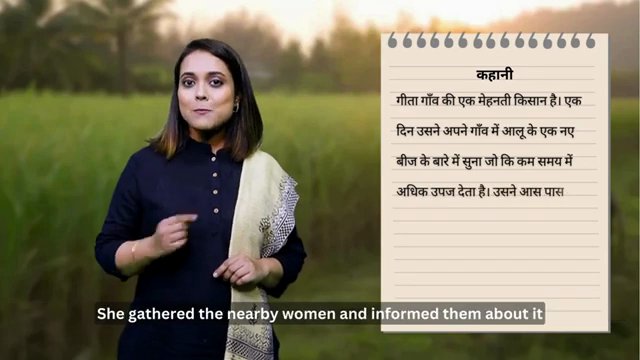 कहानी
गीता गाँव की एक मेहनती किसान है। एक
दिन उसने अपने गाँव में आलू के एक नए
बीज के बारे में सुना जो कि कम समय में
अधिक उपज देता है। उसने आस पास
She gathered the nearby women and informed them about it